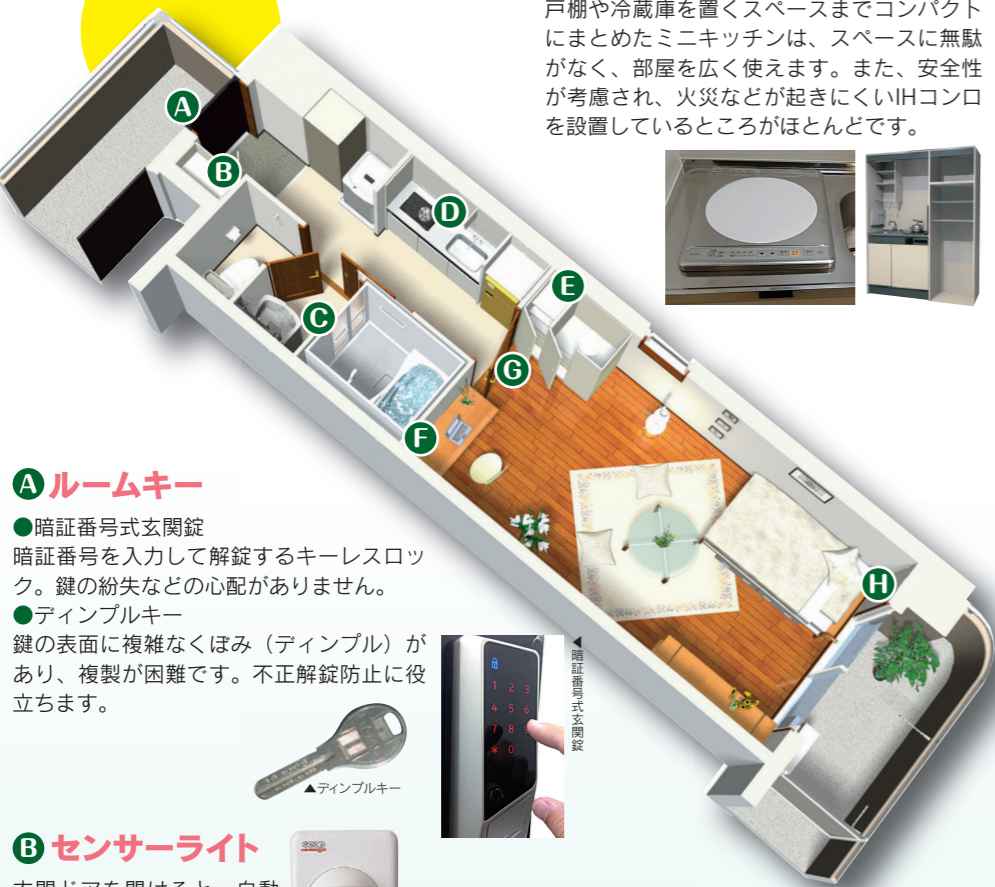 戸棚や冷蔵庫を置くスペースまでコンパクト
にまとめたミニキッチンは、スペースに無駄
がなく、部屋を広く使えます。また、安全性
が考慮され、火災などが起きにくいIHコンロ
を設置しているところがほとんどです。
A
B
C
D
E
F
G
H
A ルームキー
●暗証番号式玄関錠
暗証番号を入力して解錠するキーレスロッ
ク。鍵の紛失などの心配がありません。
●ディンプルキー
鍵の表面に複雑なくぼみ（ディンプル）が
あり、複製が困難です。不正解錠防止に役
立ちます。
▲ディンプルキー
1 2 3
4 5 6
7 8 9
* 0
◀暗証番号式玄関錠
B センサーライト
玄関ドアを開けると、自動